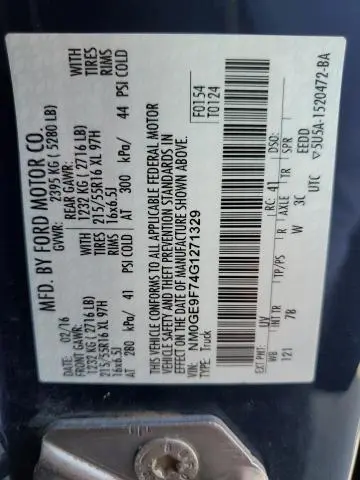 MFD. BY FORD MOTOR CO.
02/16
GVWR: 2395 KG ( 5280 LB)
FRONT GAWR: REAR GAWR: WITH
1232 KG (2716 LB) 1232 KG (2716 LB) TIRES
215/55R16 XL 97H 215/55R16 XL 97H RIMS
16x6.5J 16x6.5J
AT 280 kPa/ 41 PSI COLD AT 300 kPa/ 44 PSI COLD
THIS VEHICLE CONFORMS TO ALL APPLICABLE FEDERAL MOTOR
VEHICLE SAFETY AND THEFT PREVENTION STANDARDS IN
EFFECT ON THE DATE OF MANUFACTURE SHOWN ABOVE.
VIN: NM0GE9F74G1271329
TYPE: Truck
F0154
T0124
EXT PNT: UV RC: 41 DSO:
WB INT TR TP/PS R AXLE TR SPR
121 7B W 3C EEDD
UTC ▽5U5A-1520472-BA